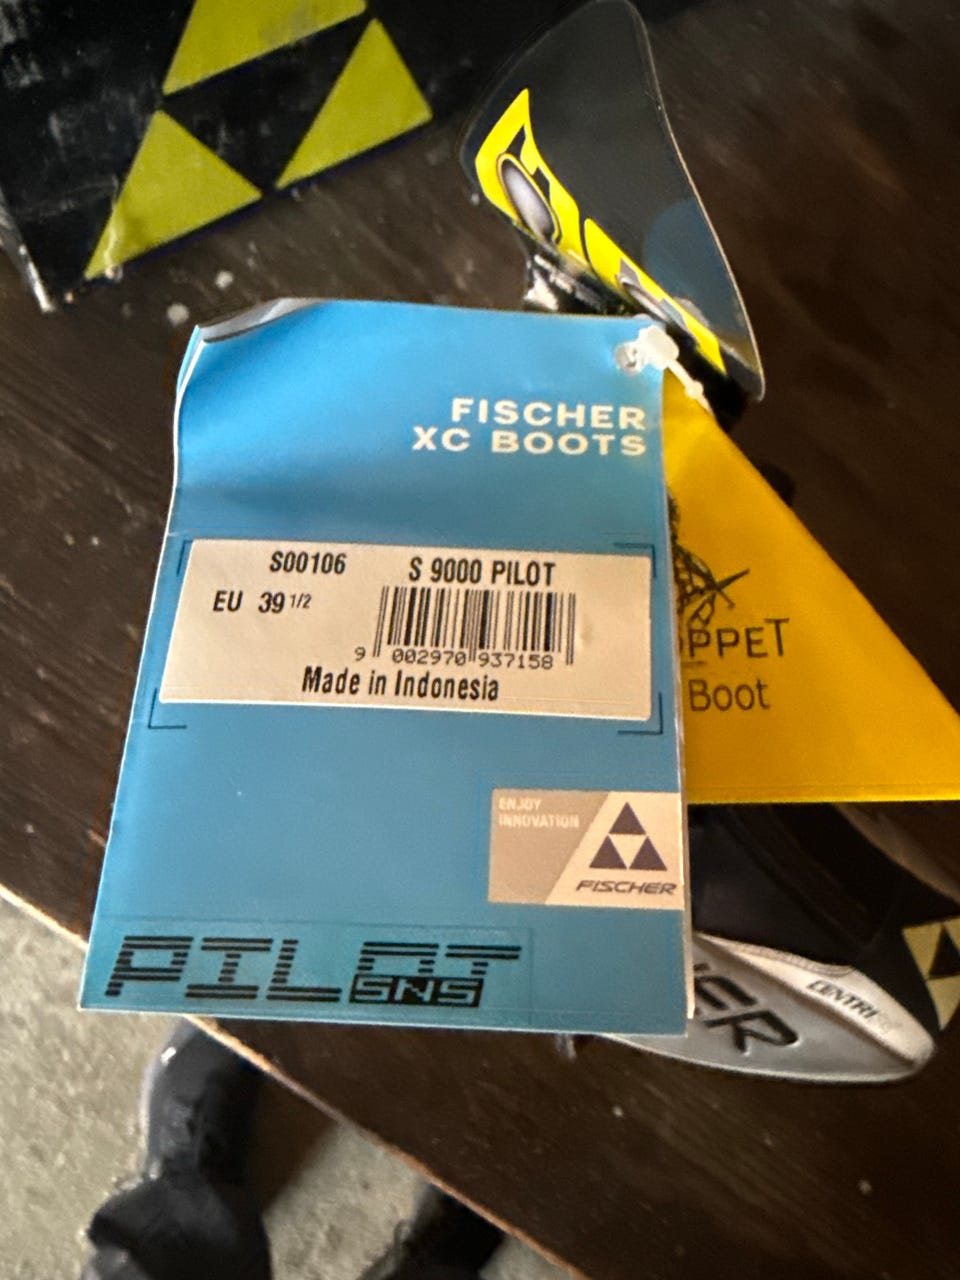 FISCHER
XC BOOTS
S00106 S 9000 PILOT
EU 39 1/2
9 002970 937158
Made in Indonesia
ENJOY
INNOVATION
FISCHER
PILOT
SNS
Boot